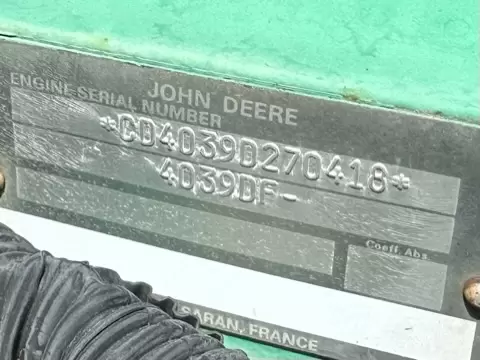 JOHN DEERE
ENGINE SERIAL NUMBER
*CD4039D270418*
4039DF-
Coeff. Abs
SARAN, FRANCE